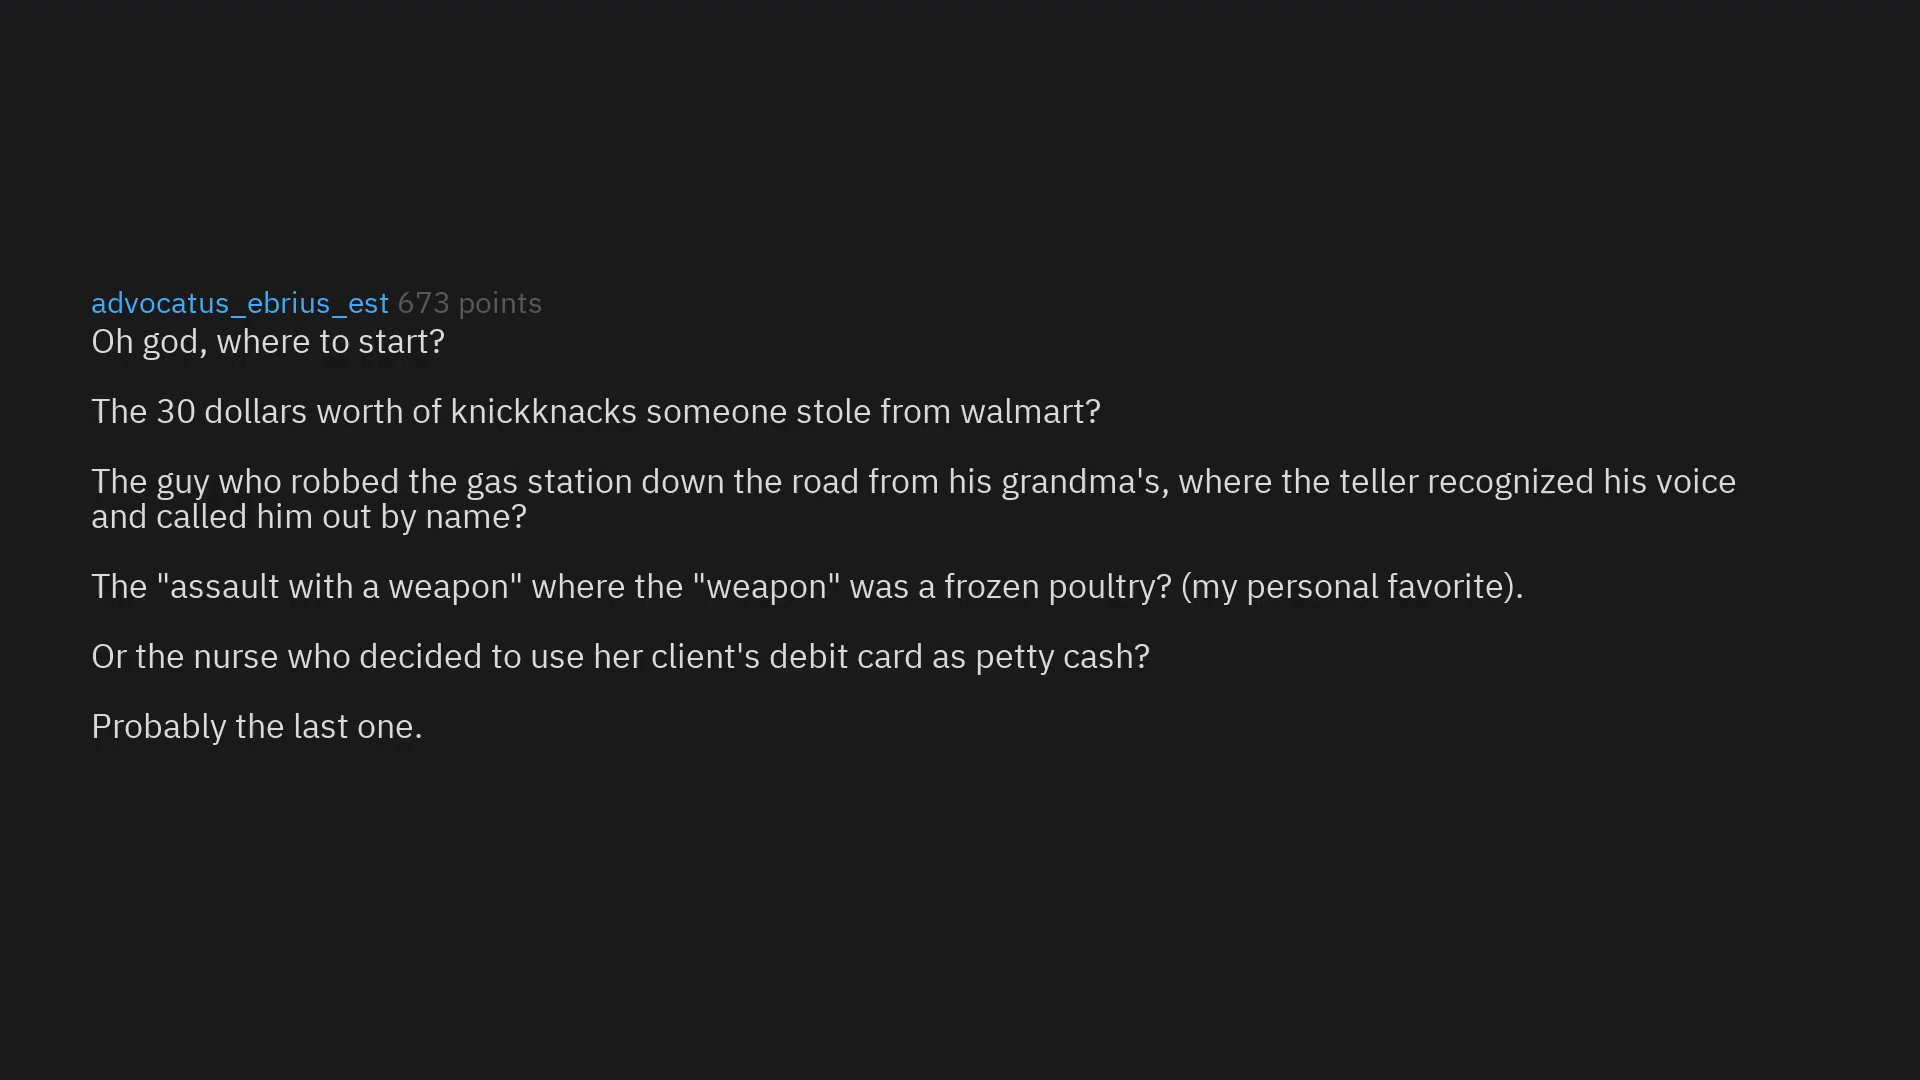 advocatus_ebrius_est 673 points
Oh god, where to start?
The 30 dollars worth of knickknacks someone stole from walmart?
The guy who robbed the gas station down the road from his grandma's, where the teller recognized his voice
and called him out by name?
The "assault with a weapon" where the "weapon" was a frozen poultry? (my personal favorite).
Or the nurse who decided to use her client's debit card as petty cash?
Probably the last one.